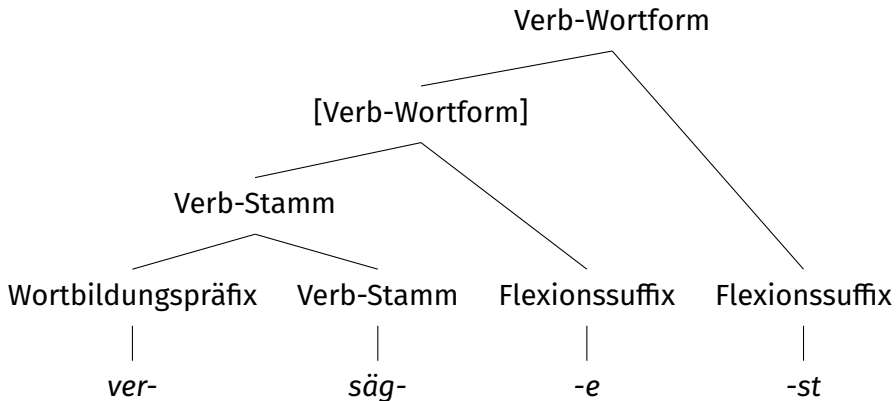 Verb-Wortform
[Verb-Wortform]
Verb-Stamm
Wortbildungspräfix Verb-Stamm Flexionssuffix Flexionssuffix
ver- säg- -e -st